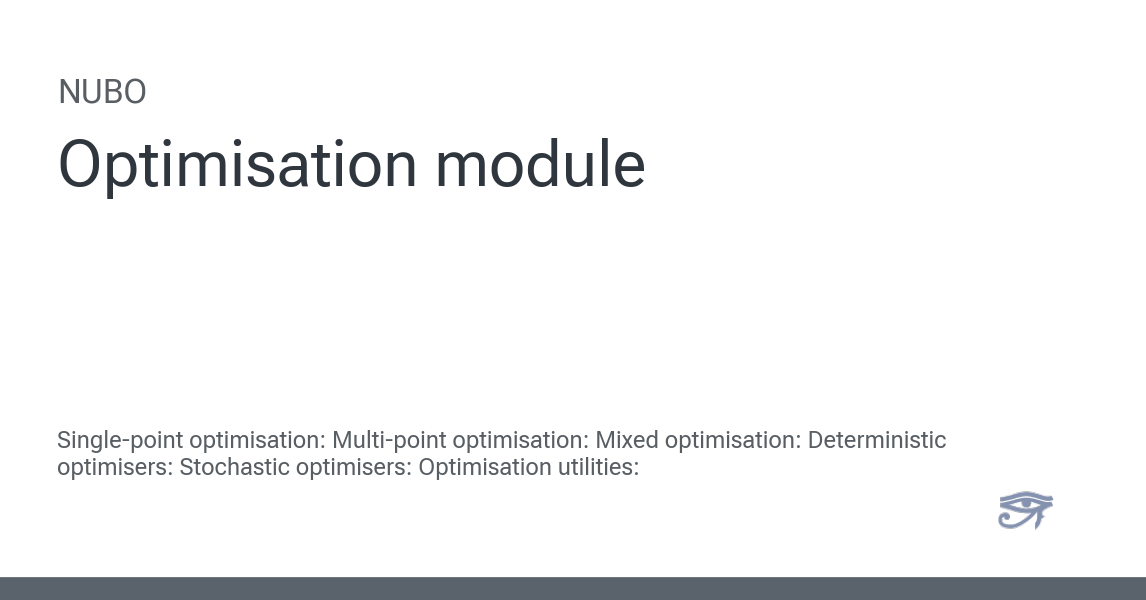 NUBO
Optimisation module
Single-point optimisation: Multi-point optimisation: Mixed optimisation: Deterministic
optimisers: Stochastic optimisers: Optimisation utilities: